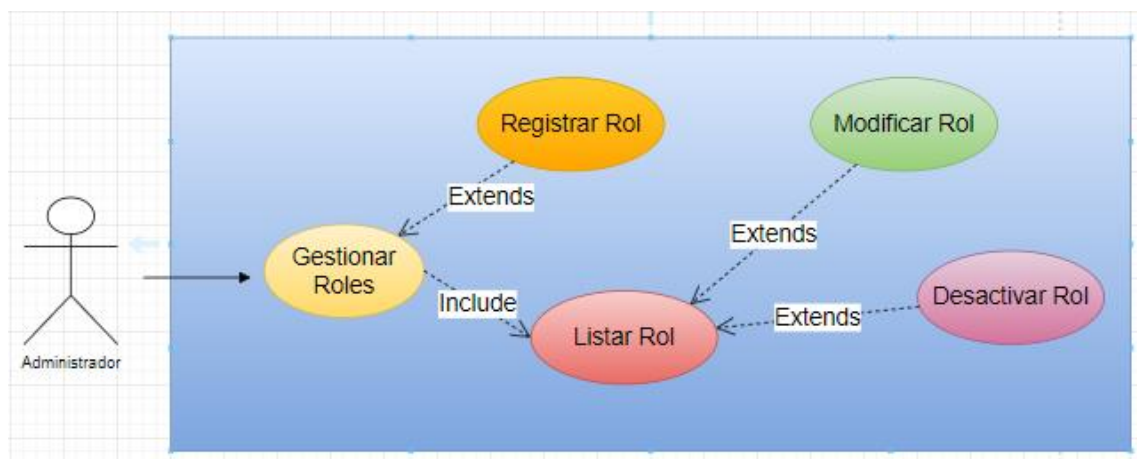 Registrar Rol
Modificar Rol
Extends
Extends
Gestionar
Roles
Include
Desactivar Rol
Extends
Listar Rol
Administrador